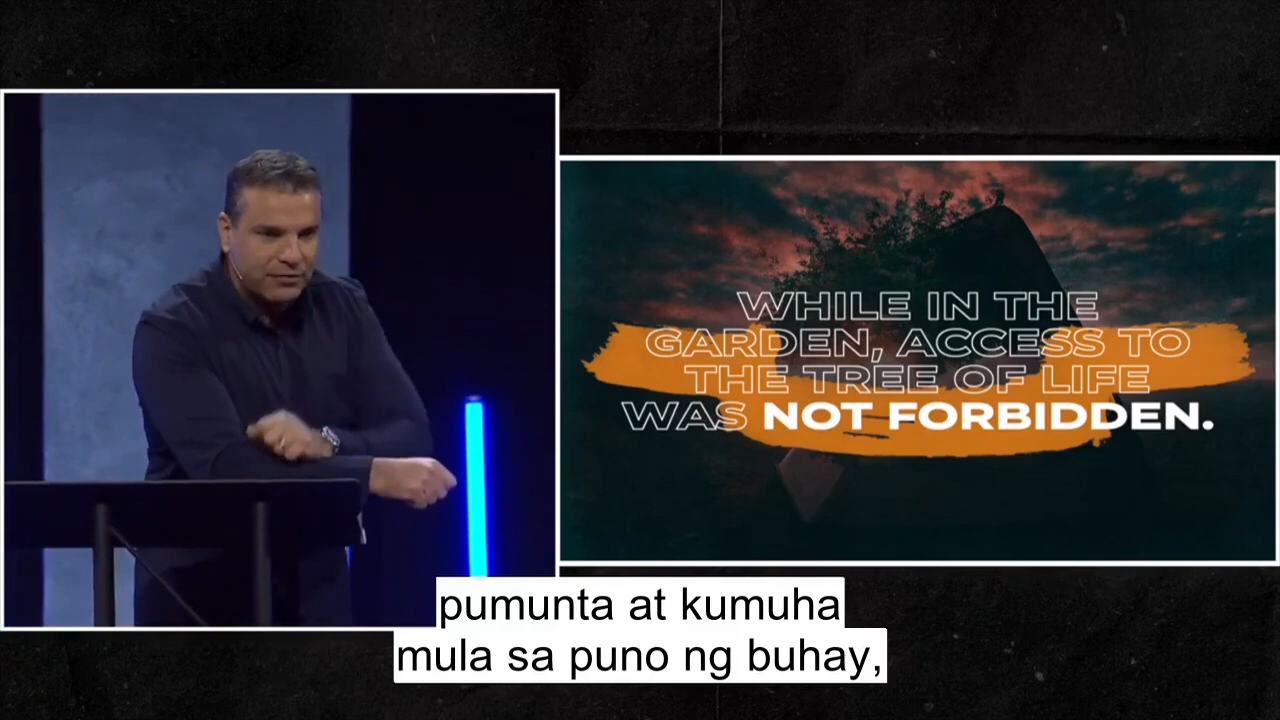 WHILE IN THE
GARDEN, ACCESS TO
THE TREE OF LIFE
WAS NOT FORBIDDEN.
pumunta at kumuha
mula sa puno ng buhay,